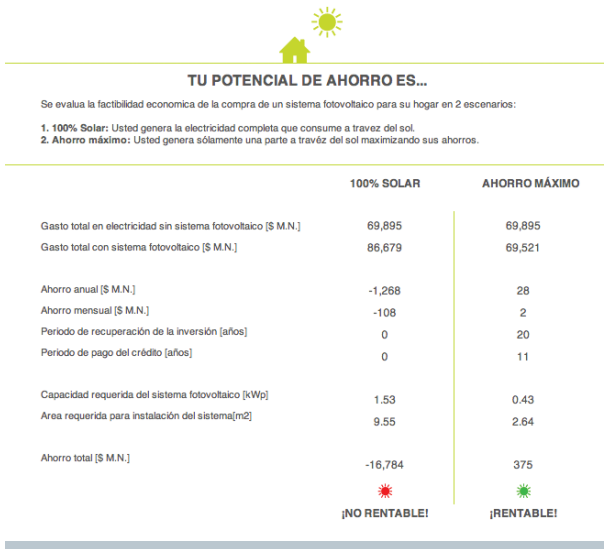 TU POTENCIAL DE AHORRO ES...
Se evalua la factibilidad economica de la compra de un sistema fotovoltaico para su hogar en 2 escenarios:
1. 100% Solar: Usted genera la electricidad completa que consume a travez del sol.
2. Ahorro máximo: Usted genera sólamente una parte a travéz del sol maximizando sus ahorros.
100% SOLAR AHORRO MÁXIMO
Gasto total en electricidad sin sistema fotovoltaico [$ M.N.] 69,895 69,895
Gasto total con sistema fotovoltaico [$ M.N.] 86,679 69,521
Ahorro anual [$ M.N.] -1,268 28
Ahorro mensual [$ M.N.] -108 2
Periodo de recuperación de la inversión [años] 0 20
Periodo de pago del crédito [años] 0 11
Capacidad requerida del sistema fotovoltaico [kWp] 1.53 0.43
Area requerida para instalación del sistema[m2] 9.55 2.64
Ahorro total [$ M.N.] -16,784 375
¡NO RENTABLE! ¡RENTABLE!